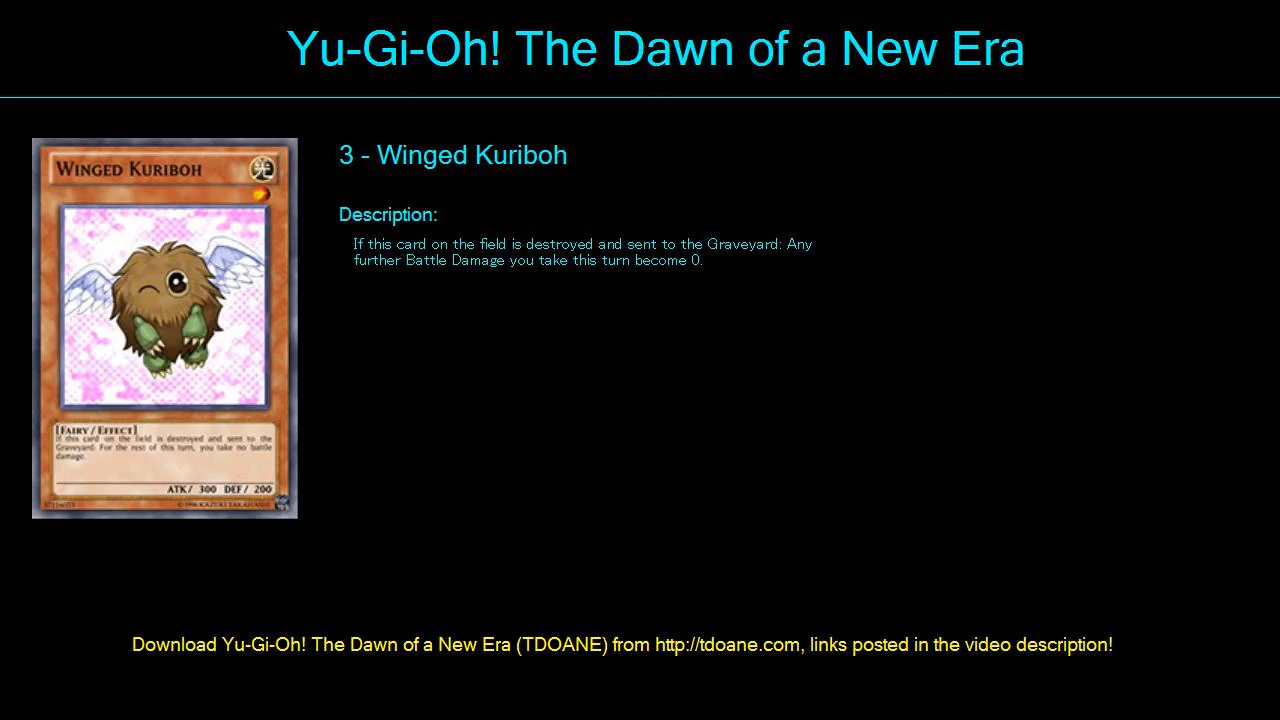 Yu-Gi-Oh! The Dawn of a New Era
WINGED KURIBOH
光
[FAIRY / EFFECT]
If this card on the field is destroyed and sent to the
Graveyard: For the rest of this turn, you take no battle
damage.
ATK/ 300 DEF/ 200
©1996 KAZUKI TAKAHASHI
3 - Winged Kuriboh
Description:
If this card on the field is destroyed and sent to the Graveyard: Any
further Battle Damage you take this turn become 0.
Download Yu-Gi-Oh! The Dawn of a New Era (TDOANE) from http://tdoane.com, links posted in the video description!